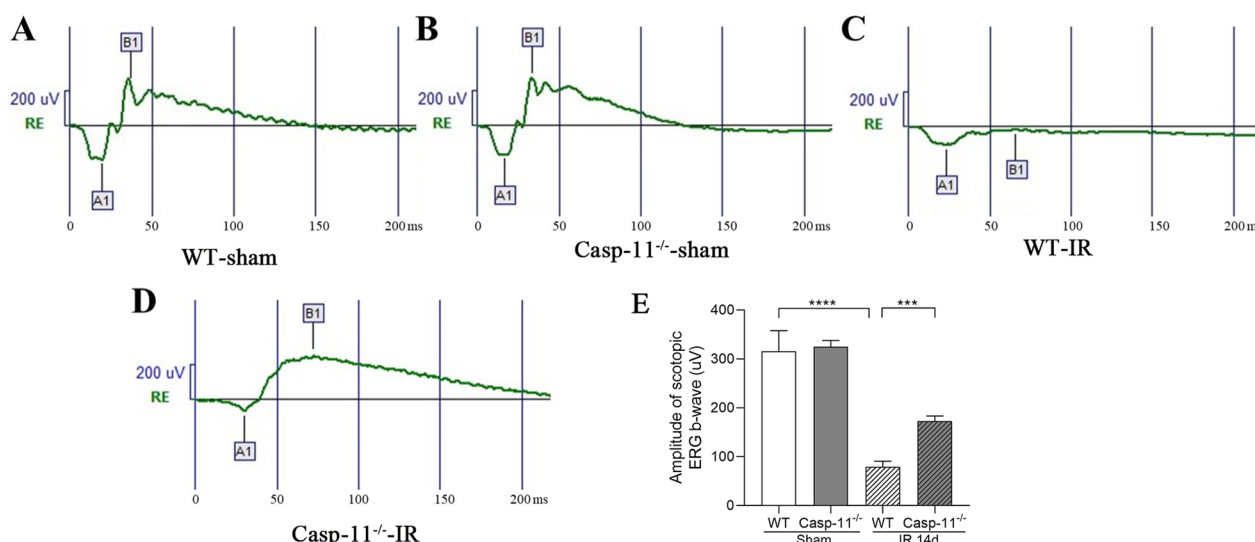 A
B1
200 uV
RE
A1
0 50 100 150 200 ms
WT-sham
B
B1
200 uV
RE
A1
0 50 100 150 200 ms
Casp-11-/--sham
C
B1
200 uV
RE
A1
0 50 100 150 200 m
WT-IR
D
B1
200 uV
RE
A1
0 50 100 150 200 ms
Casp-11-/--IR
E
Amplitude of scotopic
ERG b-wave (uV)
400
300
200
100
0
**** ***
WT Casp-11-/- WT Casp-11-/-
Sham IR 14d